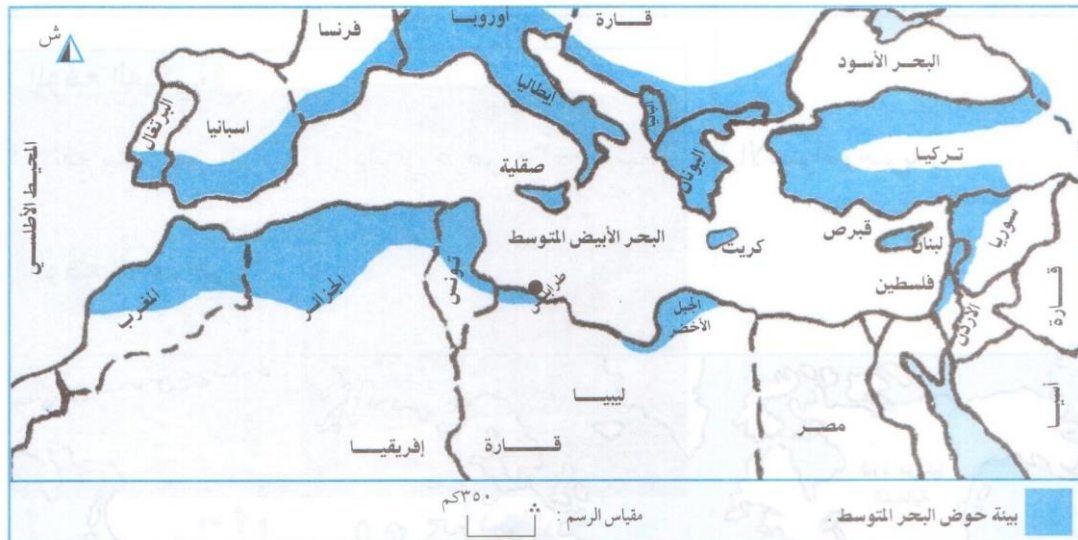 ش
فرنسا
أوروبا
قارة
البحر الأسود
البرتغال
اسبانيا
إيطاليا
ألبانيا
اليونان
تركيا
المحيط الأطلسي
صقلية
البحر الأبيض المتوسط
كريت
قبرص
لبنان
سوريا
فلسطين
الأردن
قارة
آسيا
المغرب
الجزائر
تونس
طرابلس
الجبل
الأخضر
ليبيا
مصر
قارة
إفريقيا
بيئة حوض البحر المتوسط .
مقياس الرسم :
٣٥٠ كم